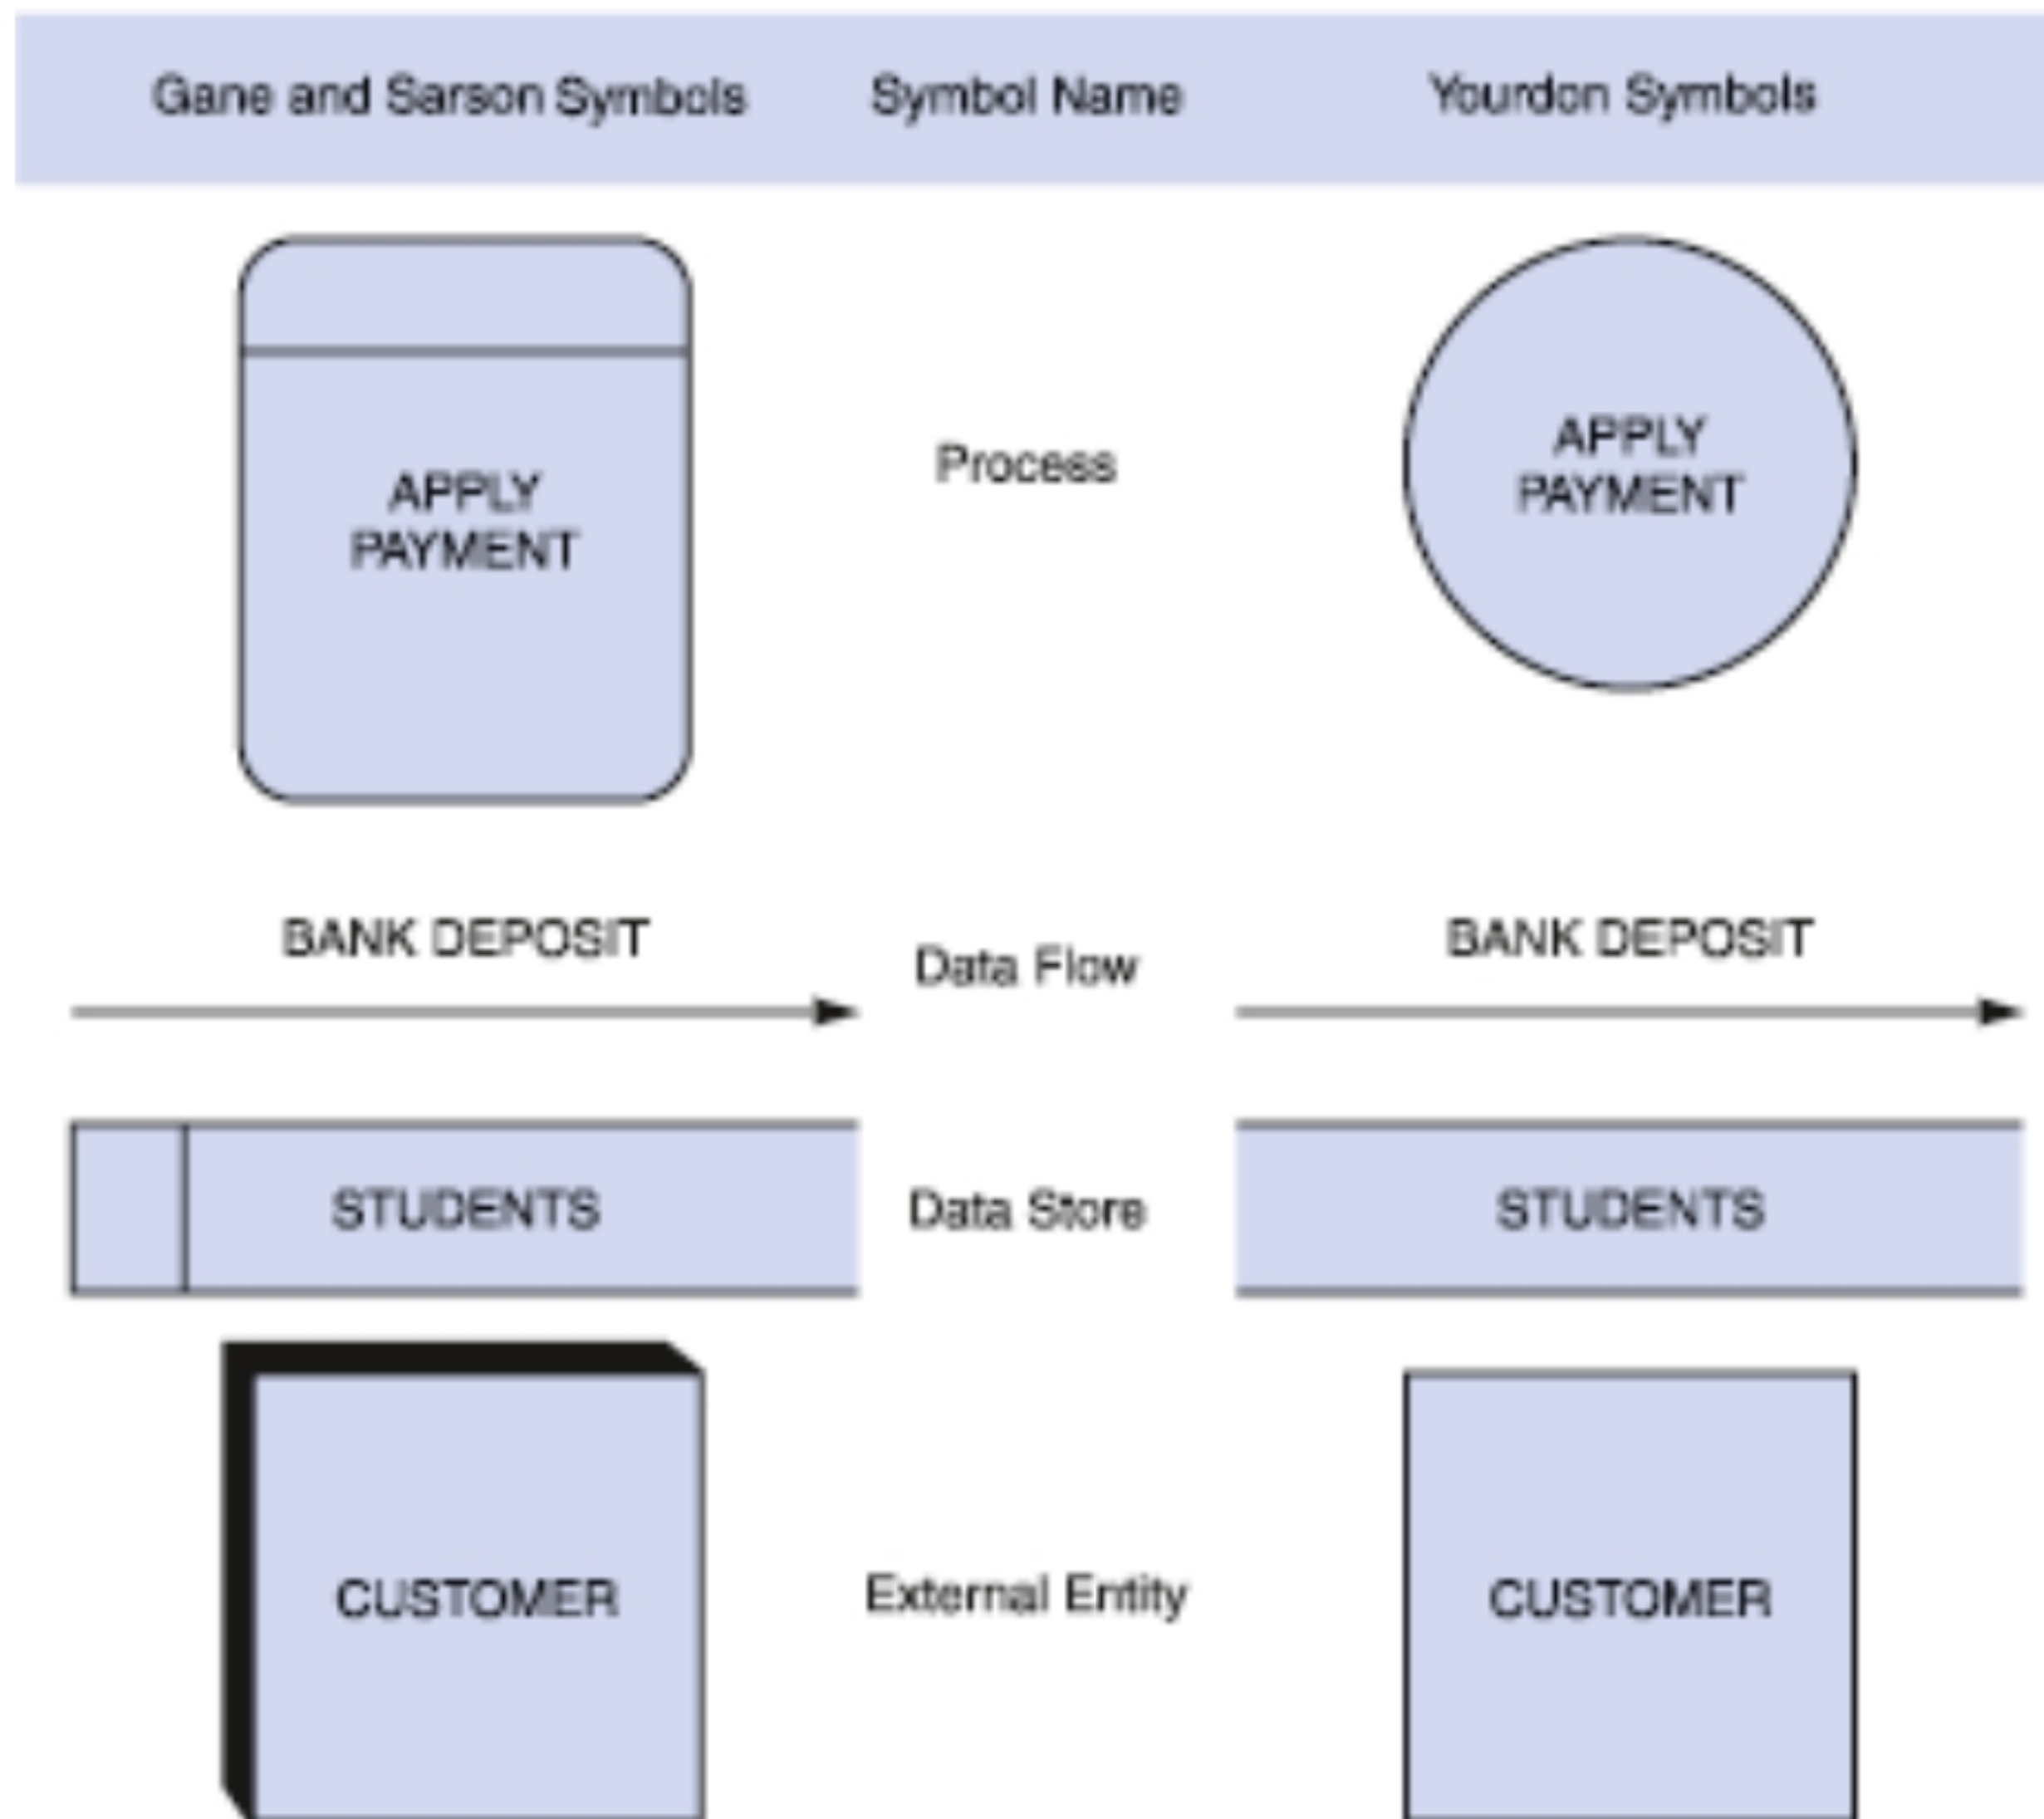 Gane and Sarson Symbols Symbol Name Yourdon Symbols
APPLY
PAYMENT
Process
APPLY
PAYMENT
BANK DEPOSIT
Data Flow
BANK DEPOSIT
STUDENTS
Data Store
STUDENTS
CUSTOMER
External Entity
CUSTOMER